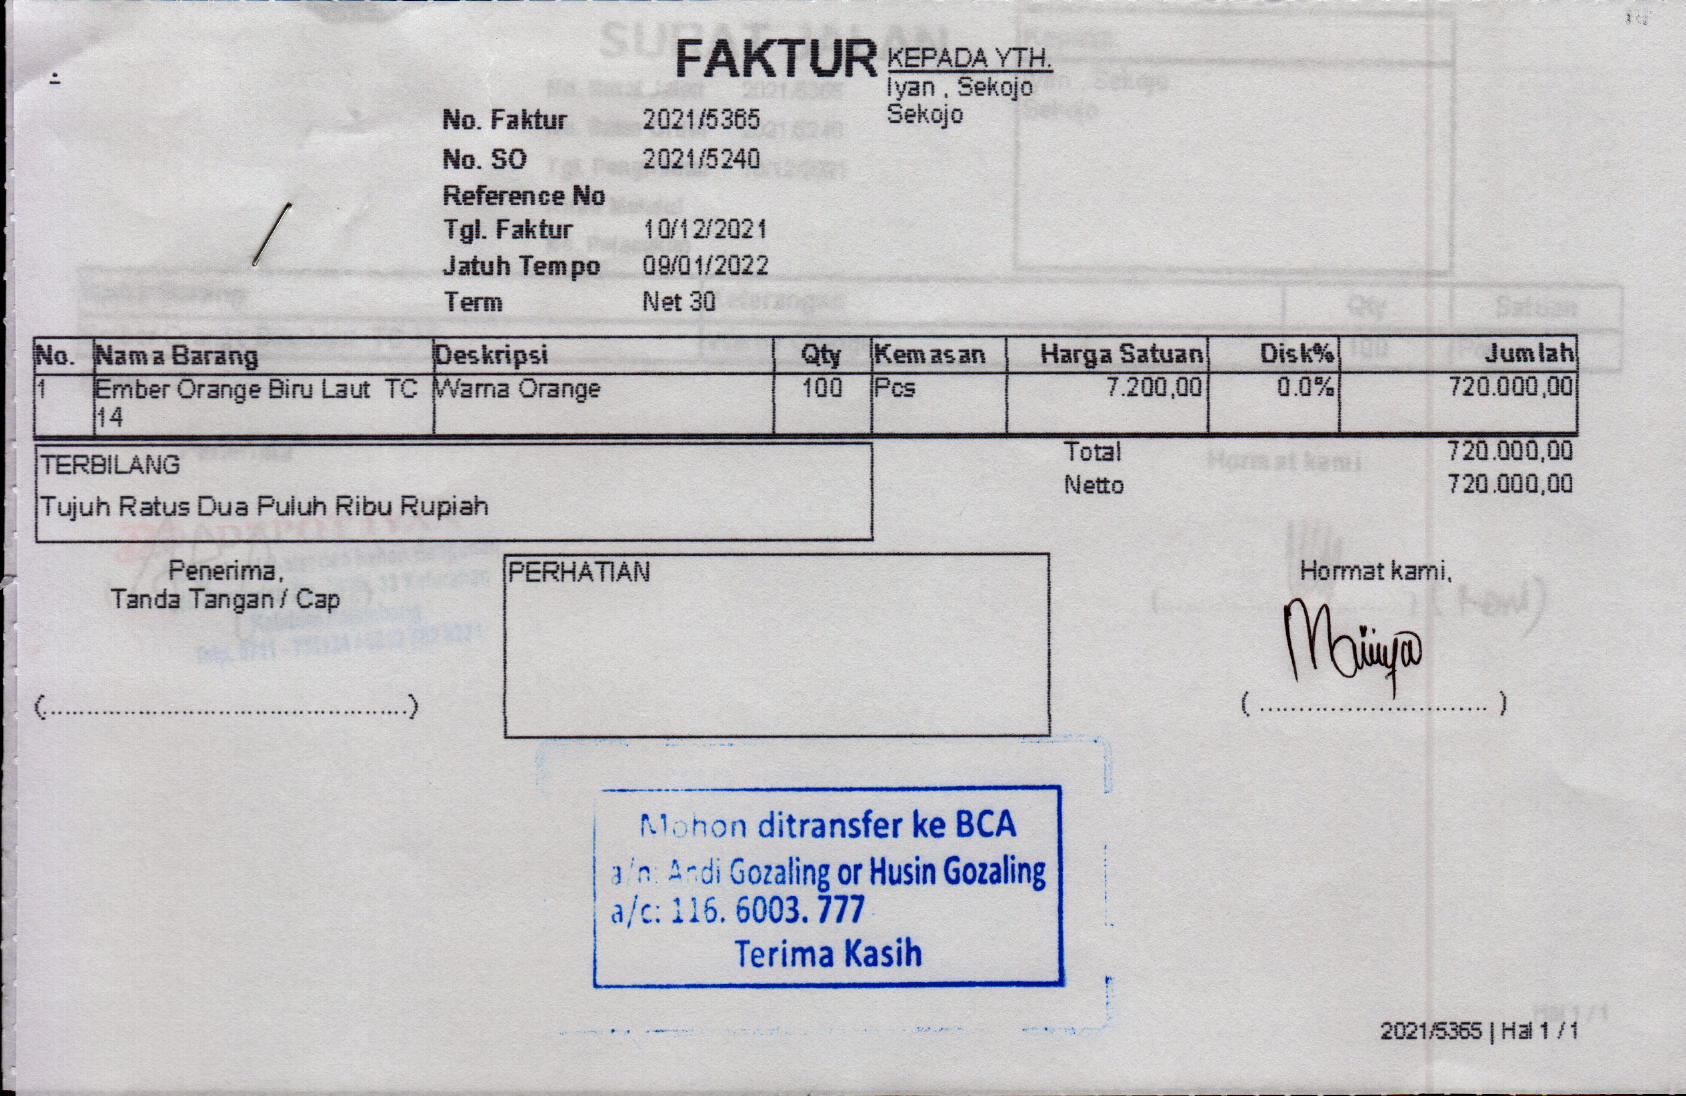 FAKTUR
KEPADA YTH.
Iyan , Sekojo
Sekojo
No. Faktur 2021/5365
No. SO 2021/5240
Reference No
Tgl. Faktur 10/12/2021
Jatuh Tempo 09/01/2022
Term Net 30
No. Nama Barang Deskripsi Qty Kemasan Harga Satuan Disk% Jumlah
1 Ember Orange Biru Laut TC Warna Orange 100 Pcs 7.200,00 0.0% 720.000,00
14
Total 720.000,00
Netto 720.000,00
TERBILANG
Tujuh Ratus Dua Puluh Ribu Rupiah
Penerima,
Tanda Tangan / Cap
(..............................................)
PERHATIAN
Hormat kami,
( ............................ )
Mohon ditransfer ke BCA
a/n: Andi Gozaling or Husin Gozaling
a/c: 116. 6003. 777
Terima Kasih
2021/5365 | Hal 1 / 1